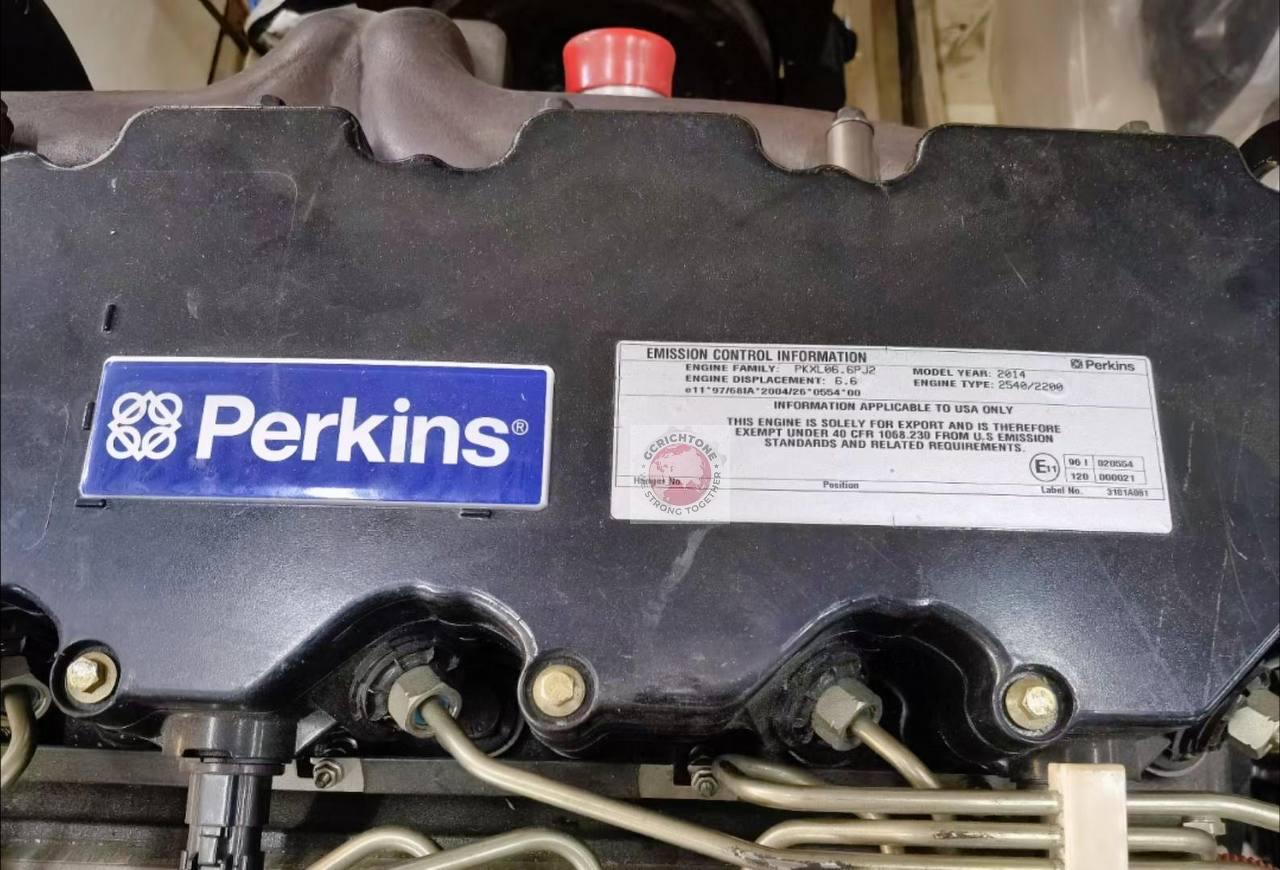 Perkins®
EMISSION CONTROL INFORMATION
Perkins
ENGINE FAMILY: PKXL06.6PJ2
MODEL YEAR: 2014
ENGINE DISPLACEMENT: 6.6
ENGINE TYPE: 2540/2200
e11*97/68IA*2004/26*0554*00
INFORMATION APPLICABLE TO USA ONLY
THIS ENGINE IS SOLELY FOR EXPORT AND IS THEREFORE
EXEMPT UNDER 40 CFR 1068.230 FROM U.S EMISSION
STANDARDS AND RELATED REQUIREMENTS.
E11
96 I 020554
120 000021
No.
Position
Label No. 3181A081
GCRICHTONE
WE STRONG TOGETHER